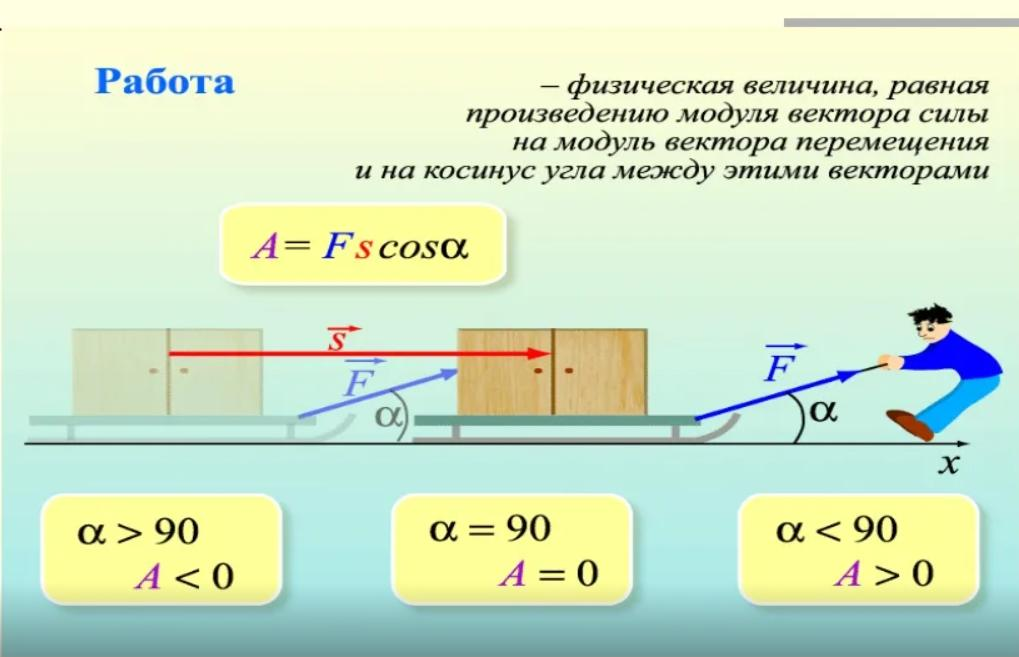 Работа
– физическая величина, равная
произведению модуля вектора силы
на модуль вектора перемещения
и на косинус угла между этими векторами
A = F s cosα
s
F
α
F
α
x
α > 90
A < 0
α = 90
A = 0
α < 90
A > 0